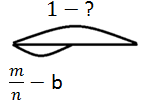 1 – ?
m/n – b